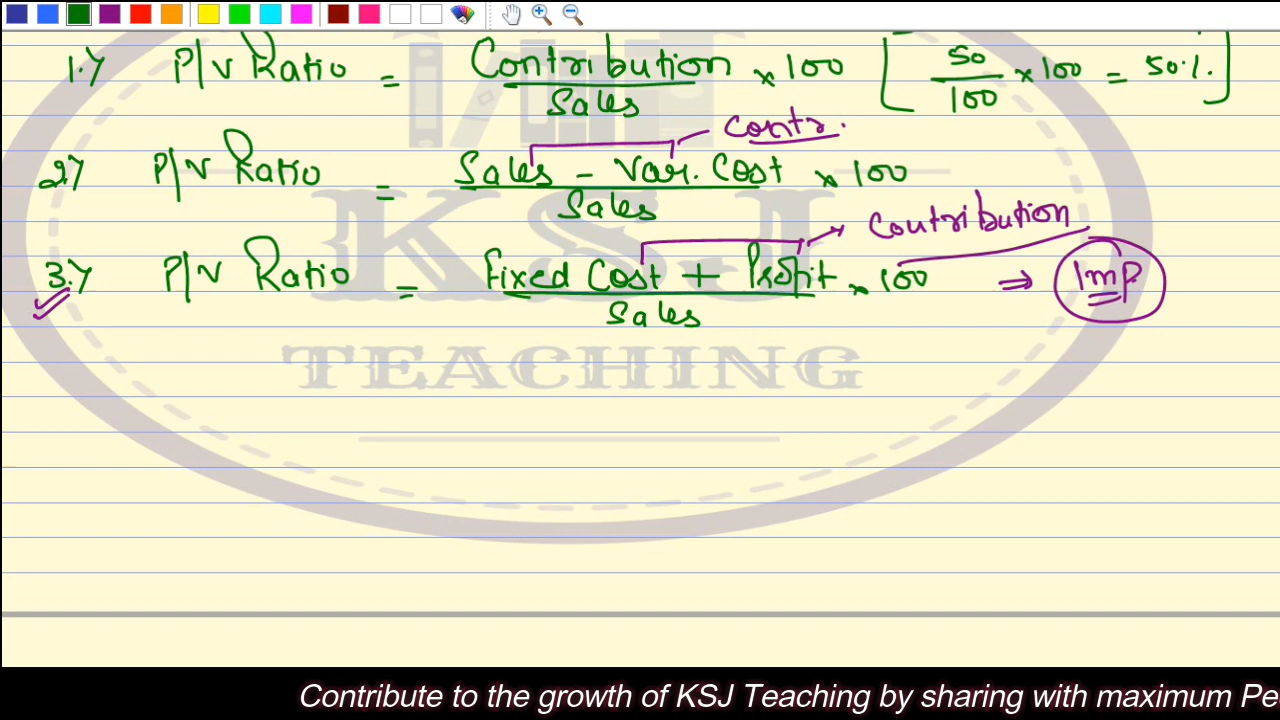 1.) P/V Ratio = Contribution / Sales × 100 [ 50 / 100 × 100 = 50%. ]
contr.
2) P/V Ratio = Sales - Var. Cost / Sales × 100
Contribution
3.) P/V Ratio = Fixed Cost + Profit / Sales × 100 ⇒ Imp
KSJ
TEACHING
Contribute to the growth of KSJ Teaching by sharing with maximum Pe